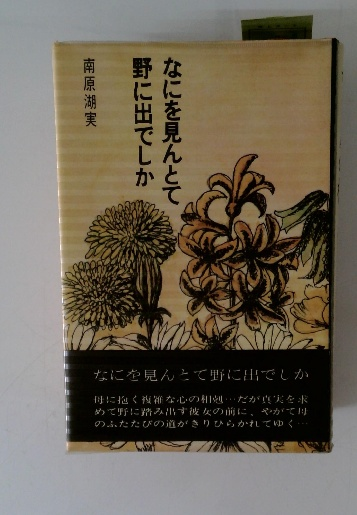 なにを見んとて
野に出でしか
南原湖実
なにを見んとて野に出でしか
母に抱く複雑な心の相剋…だが真実を求
めて野に踏み出す彼女の前に、やがて母
のふたたびの道がきりひらかれてゆく…